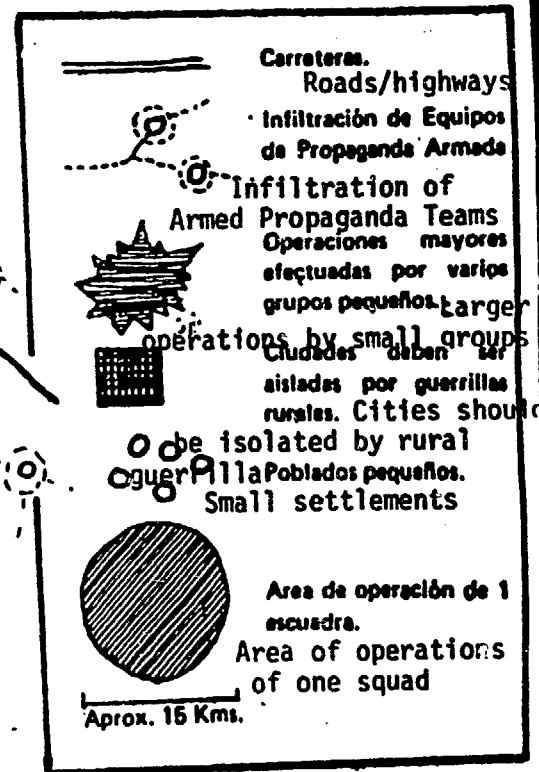 Carreteras.
Roads/highways
Infiltración de Equipos
de Propaganda Armada
Infiltration of
Armed Propaganda Teams
Operaciones mayores
efectuadas por varios
grupos pequeños.
Larger
operations by small groups
Ciudades deben ser
aisladas por guerrillas
rurales. Cities should
be isolated by rural
guerrilla
Poblados pequeños.
Small settlements
Area de operación de 1
escuadra.
Area of operations
of one squad
Aprox. 15 Kms.